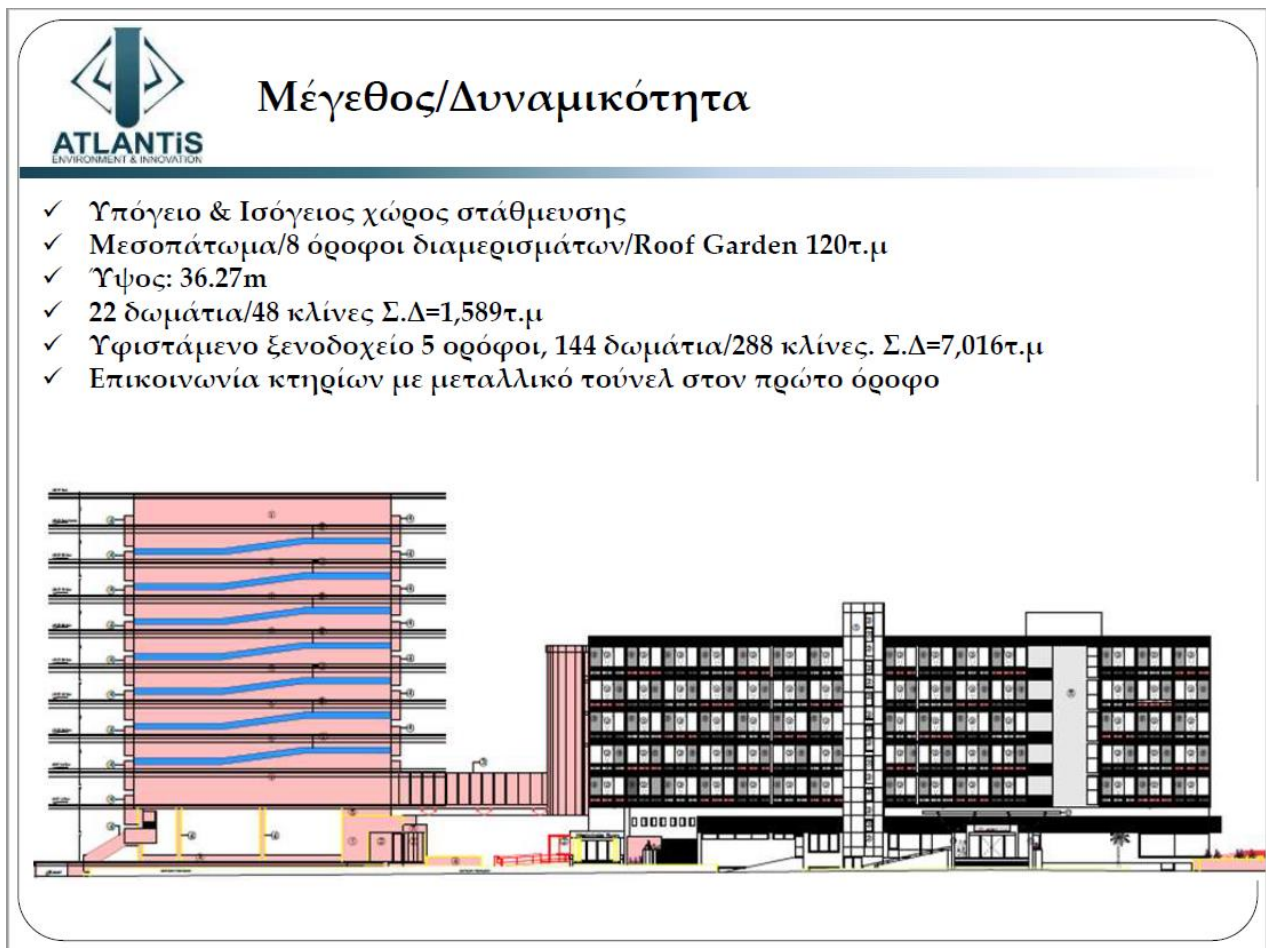 ATLANTiS
ENVIRONMENT & INNOVATION
Μέγεθος/Δυναμικότητα
✓ Υπόγειο & Ισόγειος χώρος στάθμευσης
✓ Μεσοπάτωμα/8 όροφοι διαμερισμάτων/Roof Garden 120τ.μ
✓ Ύψος: 36.27m
✓ 22 δωμάτια/48 κλίνες Σ.Δ=1,589τ.μ
✓ Υφιστάμενο ξενοδοχείο 5 ορόφοι, 144 δωμάτια/288 κλίνες. Σ.Δ=7,016τ.μ
✓ Επικοινωνία κτηρίων με μεταλλικό τούνελ στον πρώτο όροφο